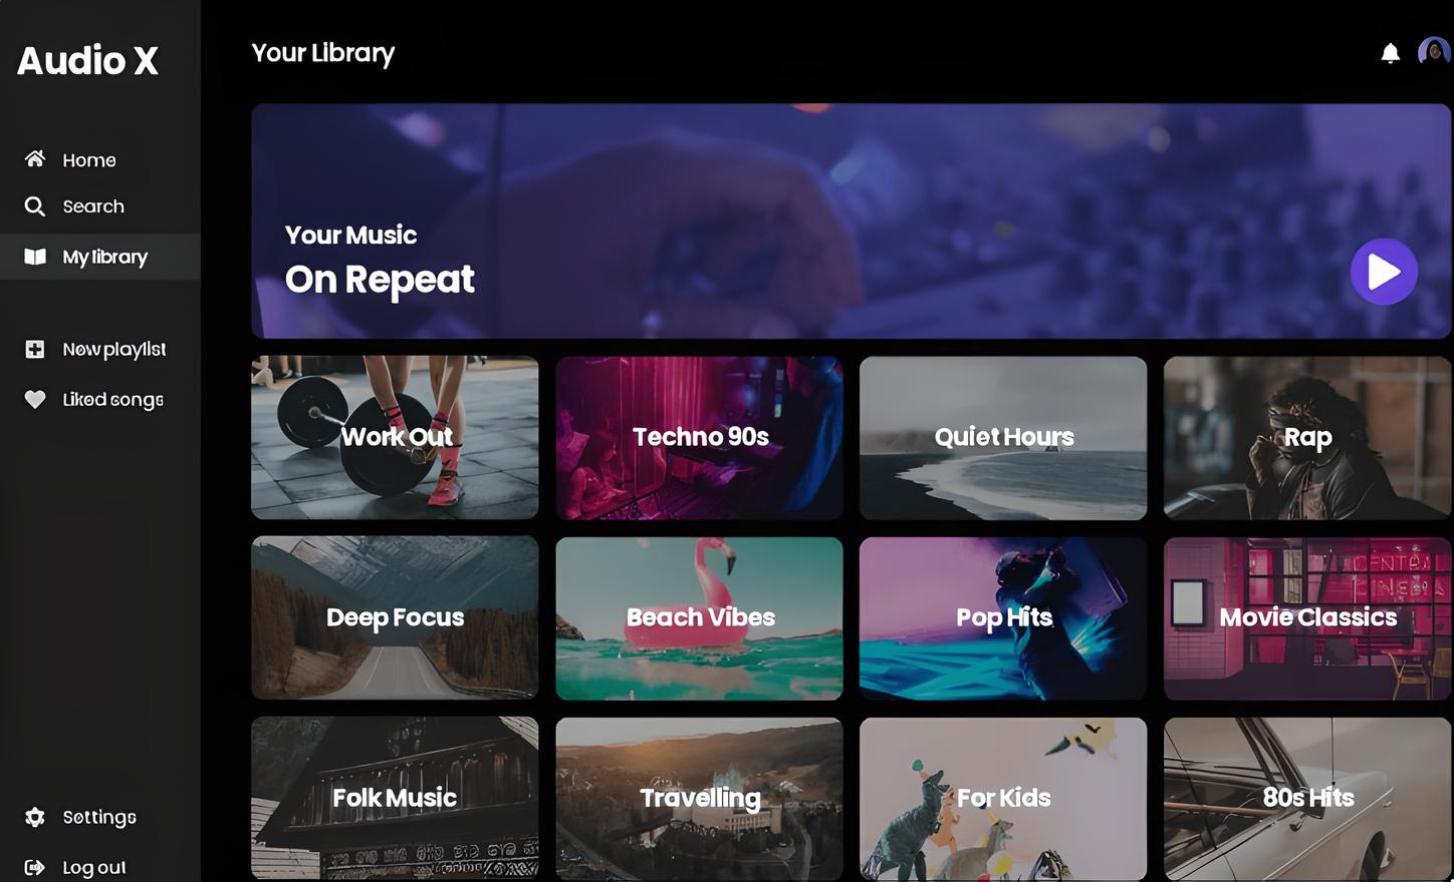 Audio X
Home
Search
My library
New playlist
Liked songs
Settings
Log out
Your Library
Your Music
On Repeat
Work Out
Techno 90s
Quiet Hours
Rap
Deep Focus
Beach Vibes
Pop Hits
Movie Classics
CENTRAL
CINEMA
Folk Music
Travelling
For Kids
80s Hits